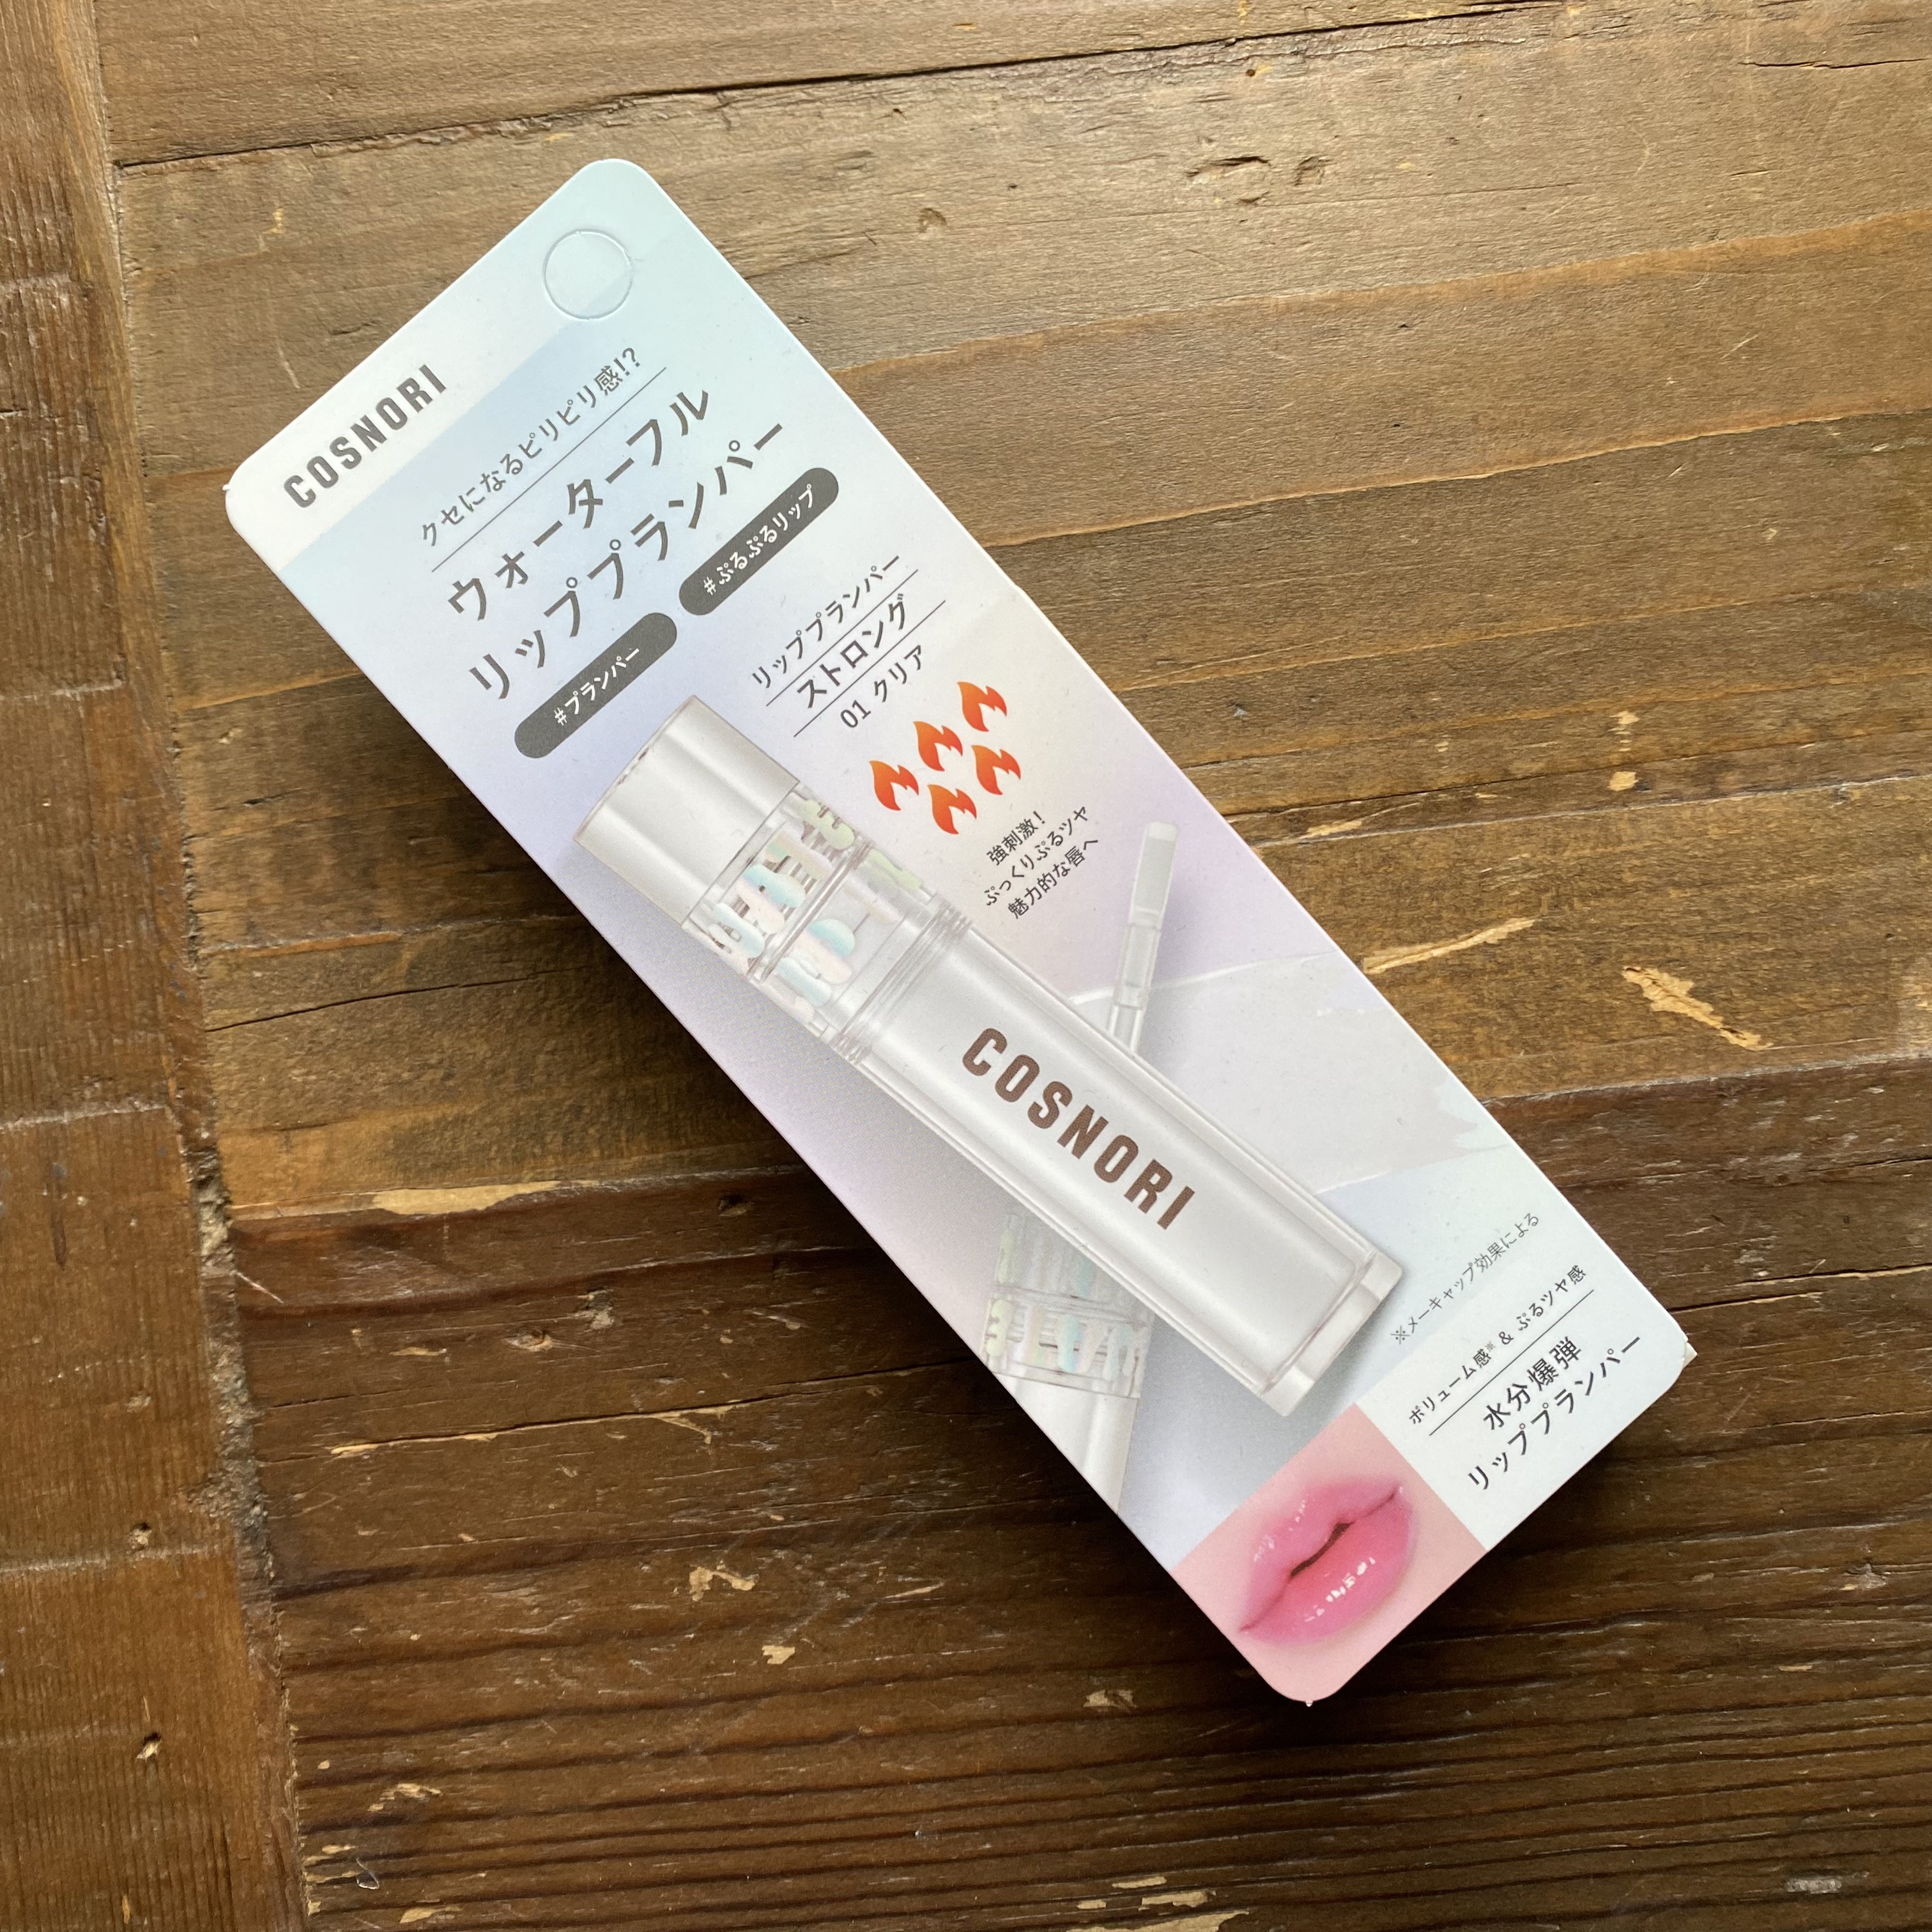 COSNORI
クセになるピリピリ感!?
ウォーターフル
リッププランパー
#プランパー #ぷるぷるリップ
リッププランパー
ストロング
01 クリア
強刺激!
ぷっくりぷるツヤ
魅力的な唇へ
COSNORI
※メーキャップ効果による
ボリューム感※ & ぷるツヤ感
水分爆弾
リッププランパー